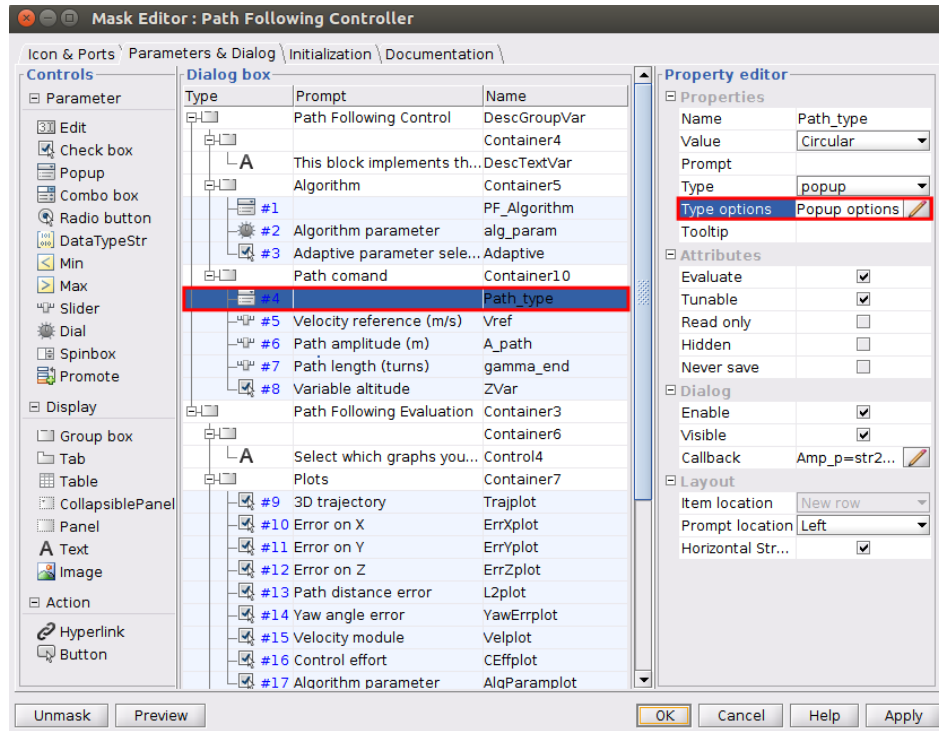 Mask Editor : Path Following Controller
Icon & Ports Parameters & Dialog Initialization Documentation
Controls
Parameter
Edit
Check box
Popup
Combo box
Radio button
DataTypeStr
Min
Max
Slider
Dial
Spinbox
Promote
Display
Group box
Tab
Table
CollapsiblePanel
Panel
A Text
Image
Action
Hyperlink
Button
Dialog box
Type Prompt Name
Path Following Control DescGroupVar
Container4
A This block implements th... DescTextVar
Algorithm Container5
#1 PF_Algorithm
#2 Algorithm parameter alg_param
#3 Adaptive parameter sele... Adaptive
Path comand Container10
#4 Path_type
#5 Velocity reference (m/s) Vref
#6 Path amplitude (m) A_path
#7 Path length (turns) gamma_end
#8 Variable altitude ZVar
Path Following Evaluation Container3
Container6
A Select which graphs you... Control4
Plots Container7
#9 3D trajectory Trajplot
#10 Error on X ErrXplot
#11 Error on Y ErrYplot
#12 Error on Z ErrZplot
#13 Path distance error L2plot
#14 Yaw angle error YawErrplot
#15 Velocity module Velplot
#16 Control effort CEffplot
#17 Algorithm parameter AlgParamplot
Property editor
Properties
Name Path_type
Value Circular
Prompt
Type popup
Type options Popup options
Tooltip
Attributes
Evaluate
Tunable
Read only
Hidden
Never save
Dialog
Enable
Visible
Callback Amp_p=str2...
Layout
Item location New row
Prompt location Left
Horizontal Str...
Unmask Preview OK Cancel Help Apply